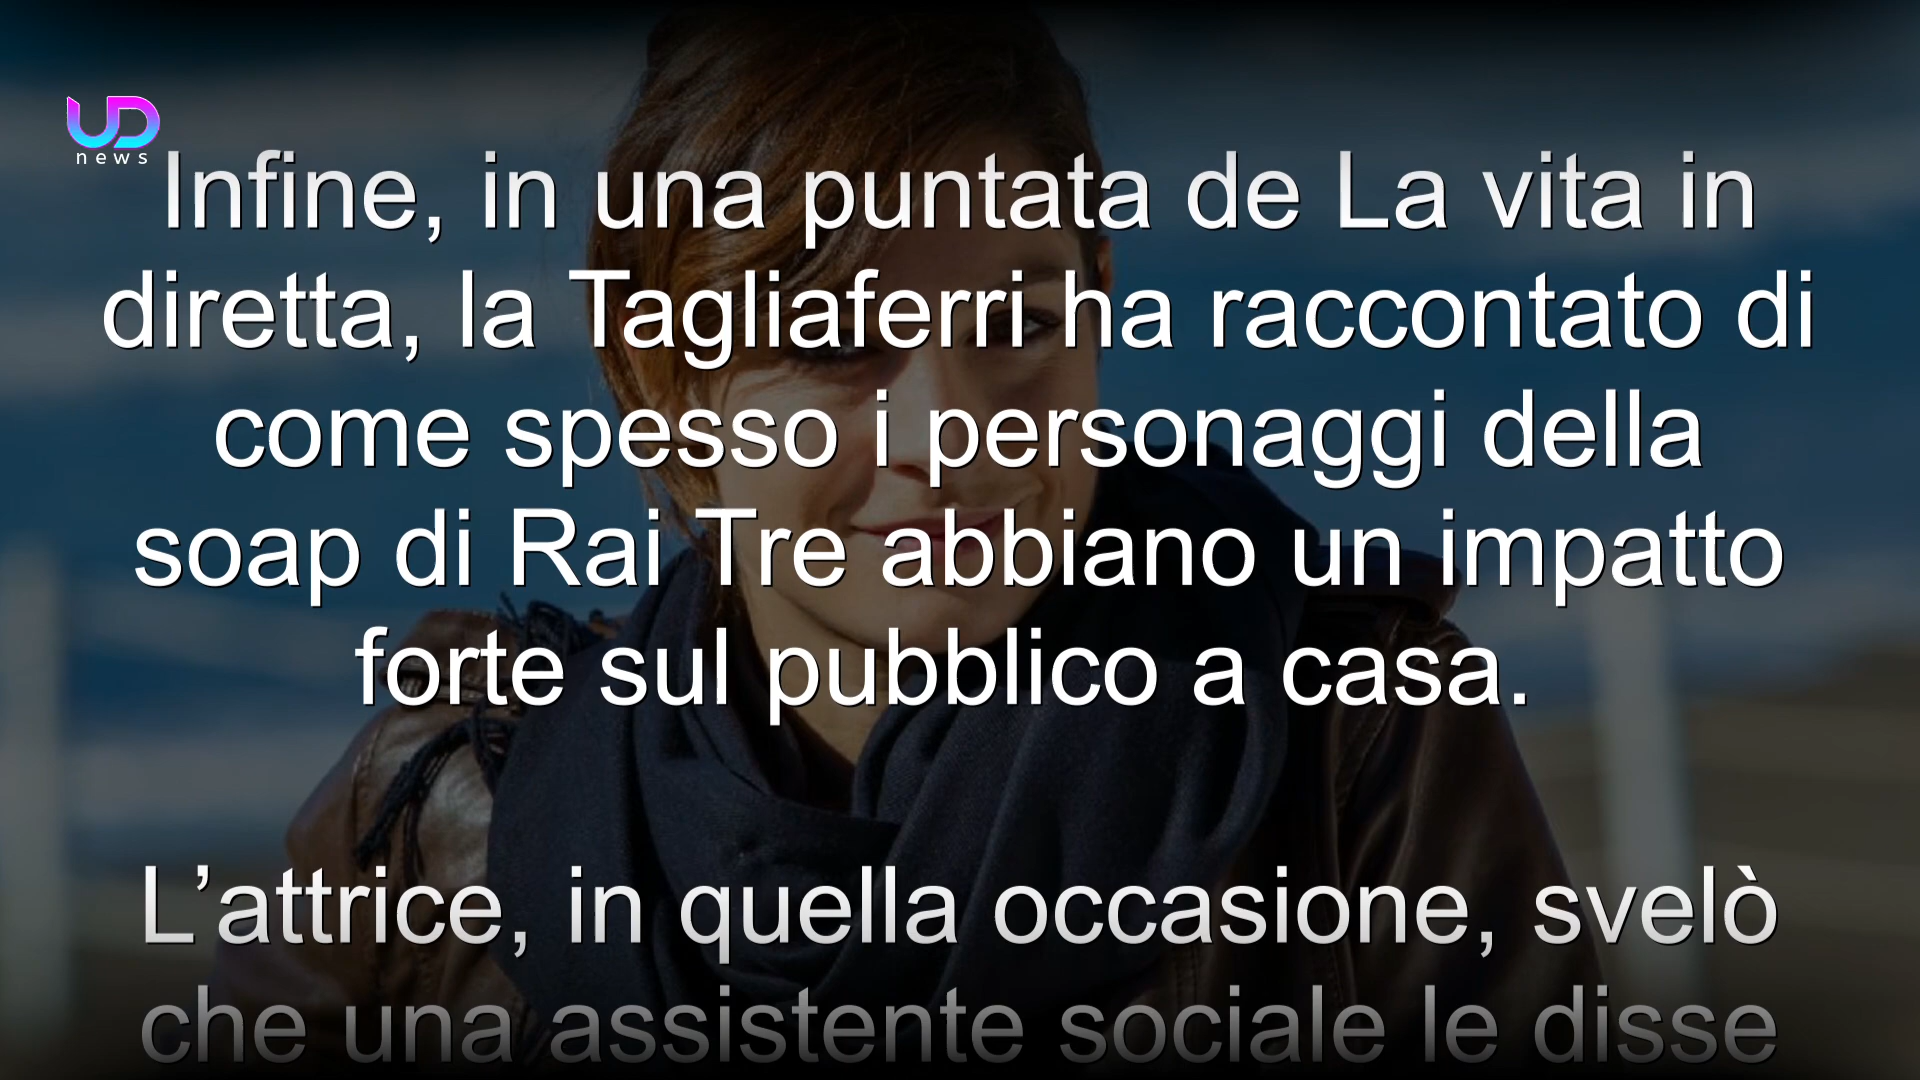 UD
news
Infine, in una puntata de La vita in
diretta, la Tagliaferri ha raccontato di
come spesso i personaggi della
soap di Rai Tre abbiano un impatto
forte sul pubblico a casa.
L’attrice, in quella occasione, svelò
che una assistente sociale le disse